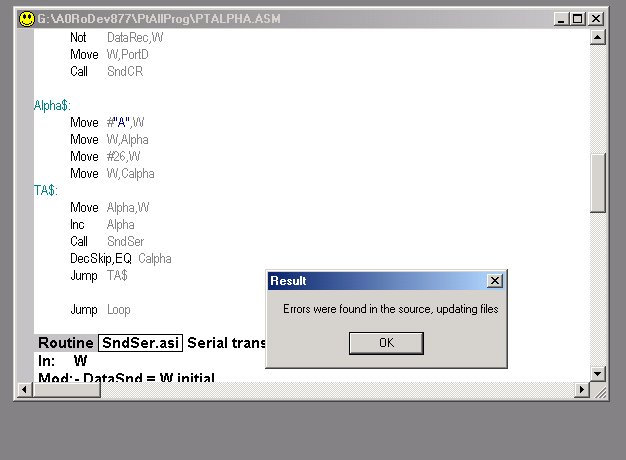 G:\A0RoDev877\PtAllProg\PTALPHA.ASM
Not DataRec,W
Move W,PortD
Call SndCR
Alpha$:
Move #"A",W
Move W,Alpha
Move #26,W
Move W,Calpha
TA$:
Move Alpha,W
Inc Alpha
Call SndSer
DecSkip,EQ Calpha
Jump TA$
Jump Loop
Result
Errors were found in the source, updating files
OK
Routine SndSer.asi Serial trans
In: W
Mod:- DataSnd = W initial